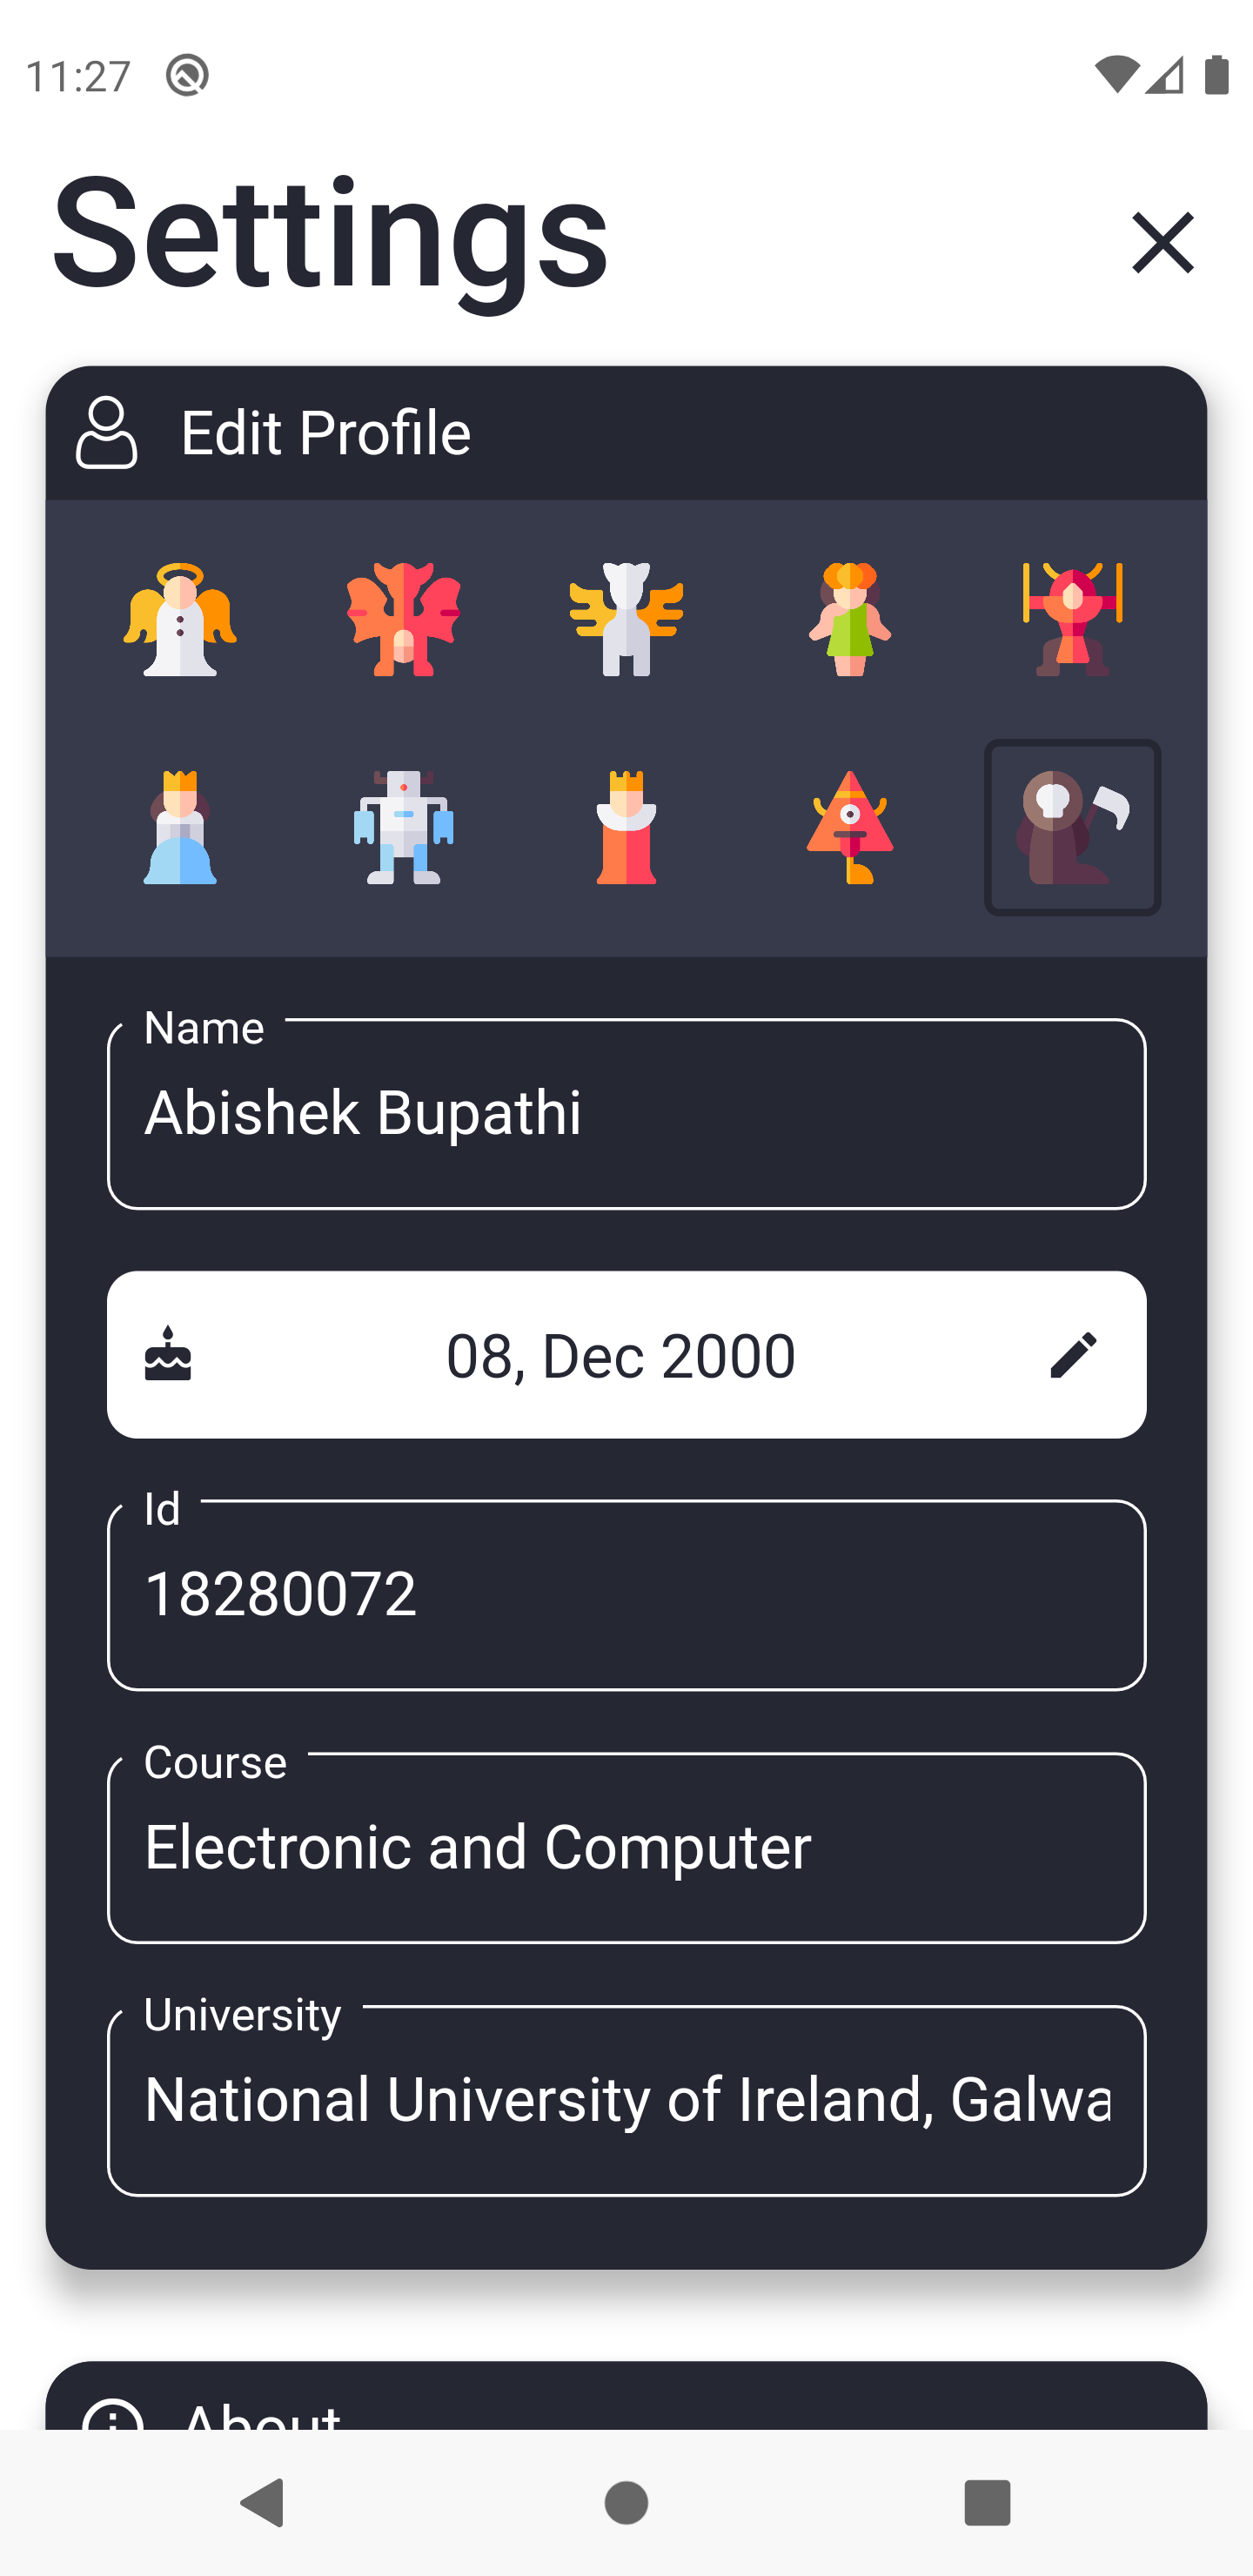 11:27
Settings
Edit Profile
Name
Abishek Bupathi
08, Dec 2000
Id
18280072
Course
Electronic and Computer
University
National University of Ireland, Galwa
About